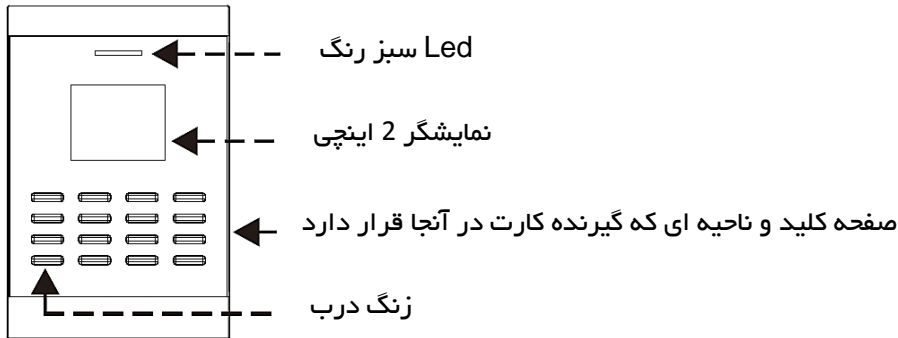 Led سبز رنگ
نمایشگر 2 اینچی
صفحه کلید و ناحیه ای که گیرنده کارت در آنجا قرار دارد
زنگ درب